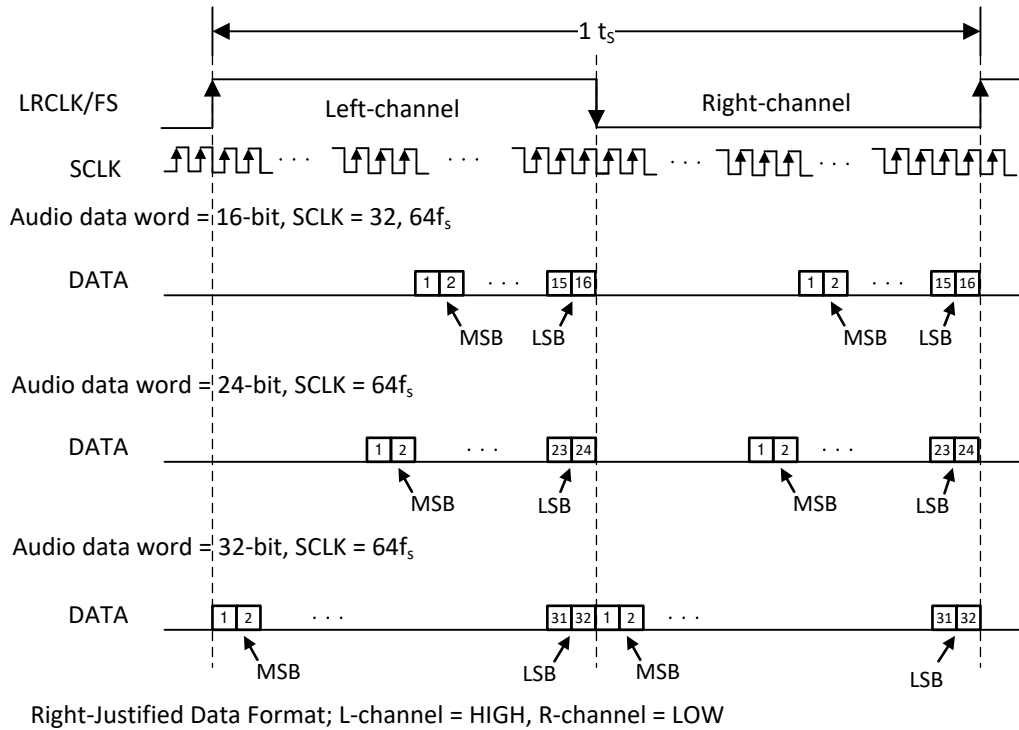 1 tS
LRCLK/FS
Left-channel
Right-channel
SCLK
. . . . . . . . . . . .
Audio data word = 16-bit, SCLK = 32, 64fs
DATA
1 2 . . . 15 16 1 2 . . . 15 16
MSB LSB MSB LSB
Audio data word = 24-bit, SCLK = 64fs
DATA
1 2 . . . 23 24 1 2 . . . 23 24
MSB LSB MSB LSB
Audio data word = 32-bit, SCLK = 64fs
DATA
1 2 . . . 31 32 1 2 . . . 31 32
MSB LSB MSB LSB
Right-Justified Data Format; L-channel = HIGH, R-channel = LOW